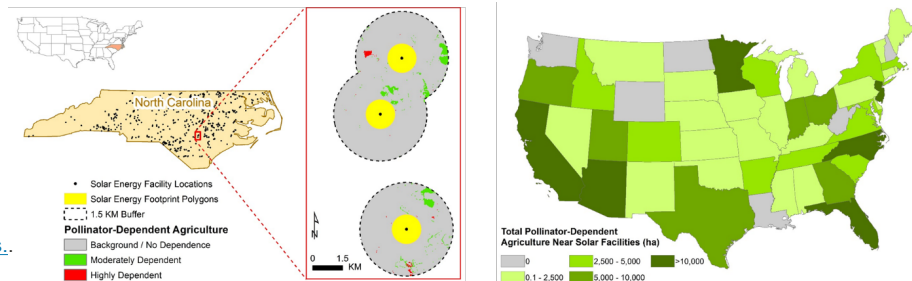 North Carolina
Solar Energy Facility Locations
Solar Energy Footprint Polygons
1.5 KM Buffer
Pollinator-Dependent Agriculture
Background / No Dependence
Moderately Dependent
Highly Dependent
N
0 1.5
KM
s..
Total Pollinator-Dependent
Agriculture Near Solar Facilities (ha)
0
2,500 - 5,000
>10,000
0.1 - 2,500
5,000 - 10,000